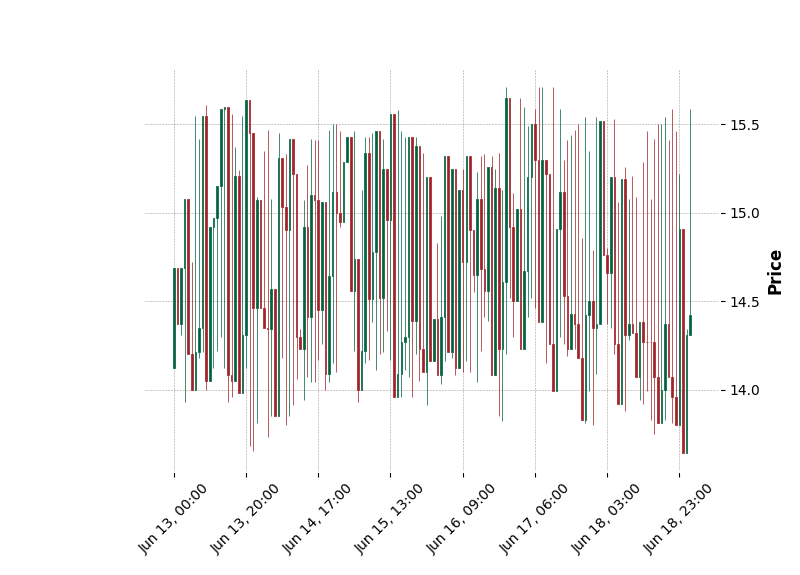 15.5
15.0
14.5
14.0
Price
Jun 13, 00:00
Jun 13, 20:00
Jun 14, 17:00
Jun 15, 13:00
Jun 16, 09:00
Jun 17, 06:00
Jun 18, 03:00
Jun 18, 23:00